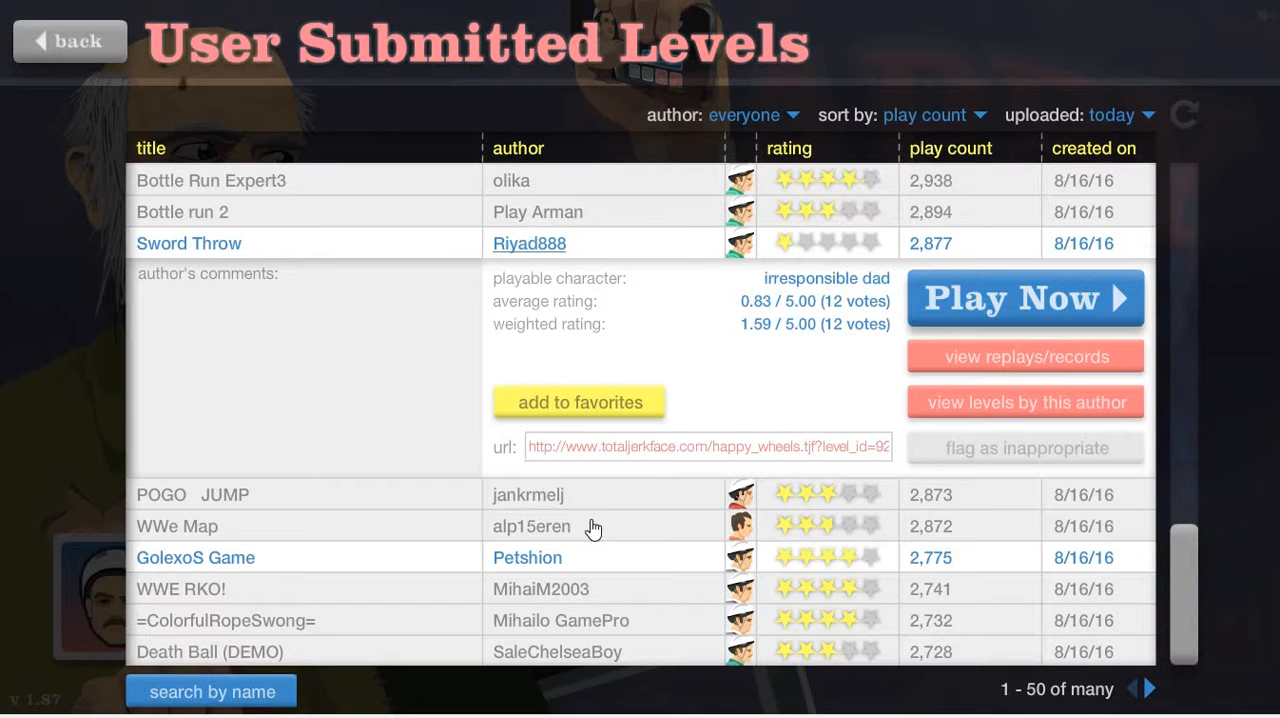 back
User Submitted Levels
author: everyone sort by: play count uploaded: today
title author rating play count created on
Bottle Run Expert3 olika 2,938 8/16/16
Bottle run 2 Play Arman 2,894 8/16/16
Sword Throw Riyad888 2,877 8/16/16
author's comments:
playable character: irresponsible dad
average rating: 0.83 / 5.00 (12 votes)
weighted rating: 1.59 / 5.00 (12 votes)
Play Now
view replays/records
add to favorites
view levels by this author
url: http://www.totaljerkface.com/happy_wheels.tjf?level_id=92
flag as inappropriate
POGO JUMP jankrmelj 2,873 8/16/16
WWe Map alp15eren 2,872 8/16/16
GolexoS Game Petshion 2,775 8/16/16
WWE RKO! MihaiM2003 2,741 8/16/16
=ColorfulRopeSwong= Mihailo GamePro 2,732 8/16/16
Death Ball (DEMO) SaleChelseaBoy 2,728 8/16/16
search by name
1 - 50 of many
v 1.87